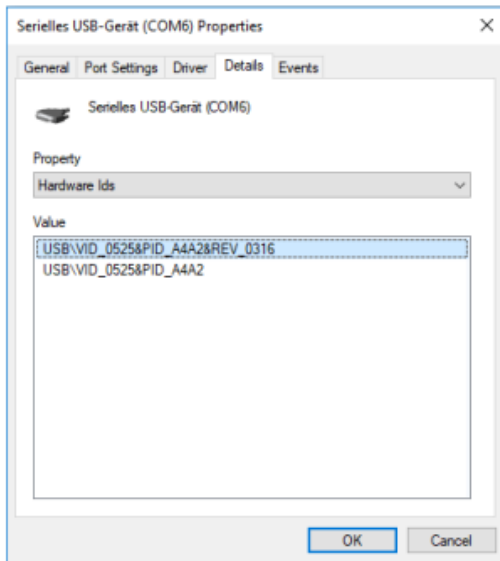 Serielles USB-Gerät (COM6) Properties
General Port Settings Driver Details Events
Serielles USB-Gerät (COM6)
Property
Hardware Ids
Value
USB\VID_0525&PID_A4A2&REV_0316
USB\VID_0525&PID_A4A2
OK Cancel